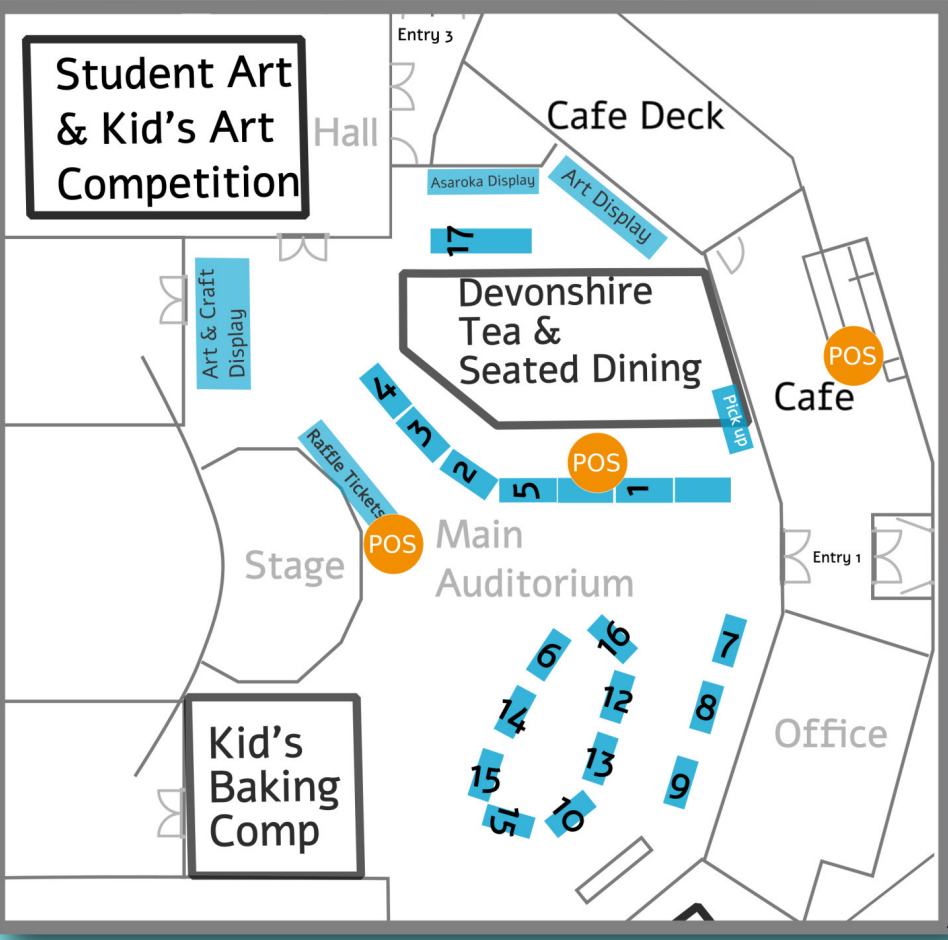 Entry 3
Student Art
& Kid's Art
Competition
Hall
Cafe Deck
Asaroka Display
Art Display
17
Art & Craft
Display
Devonshire
Tea &
Seated Dining
POS
Cafe
Pick up
4
3
2
5
POS
1
Raffle Tickets
POS
Main
Auditorium
Stage
Entry 1
6
16
7
14
12
8
15
13
9
15
10
Office
Kid's
Baking
Comp